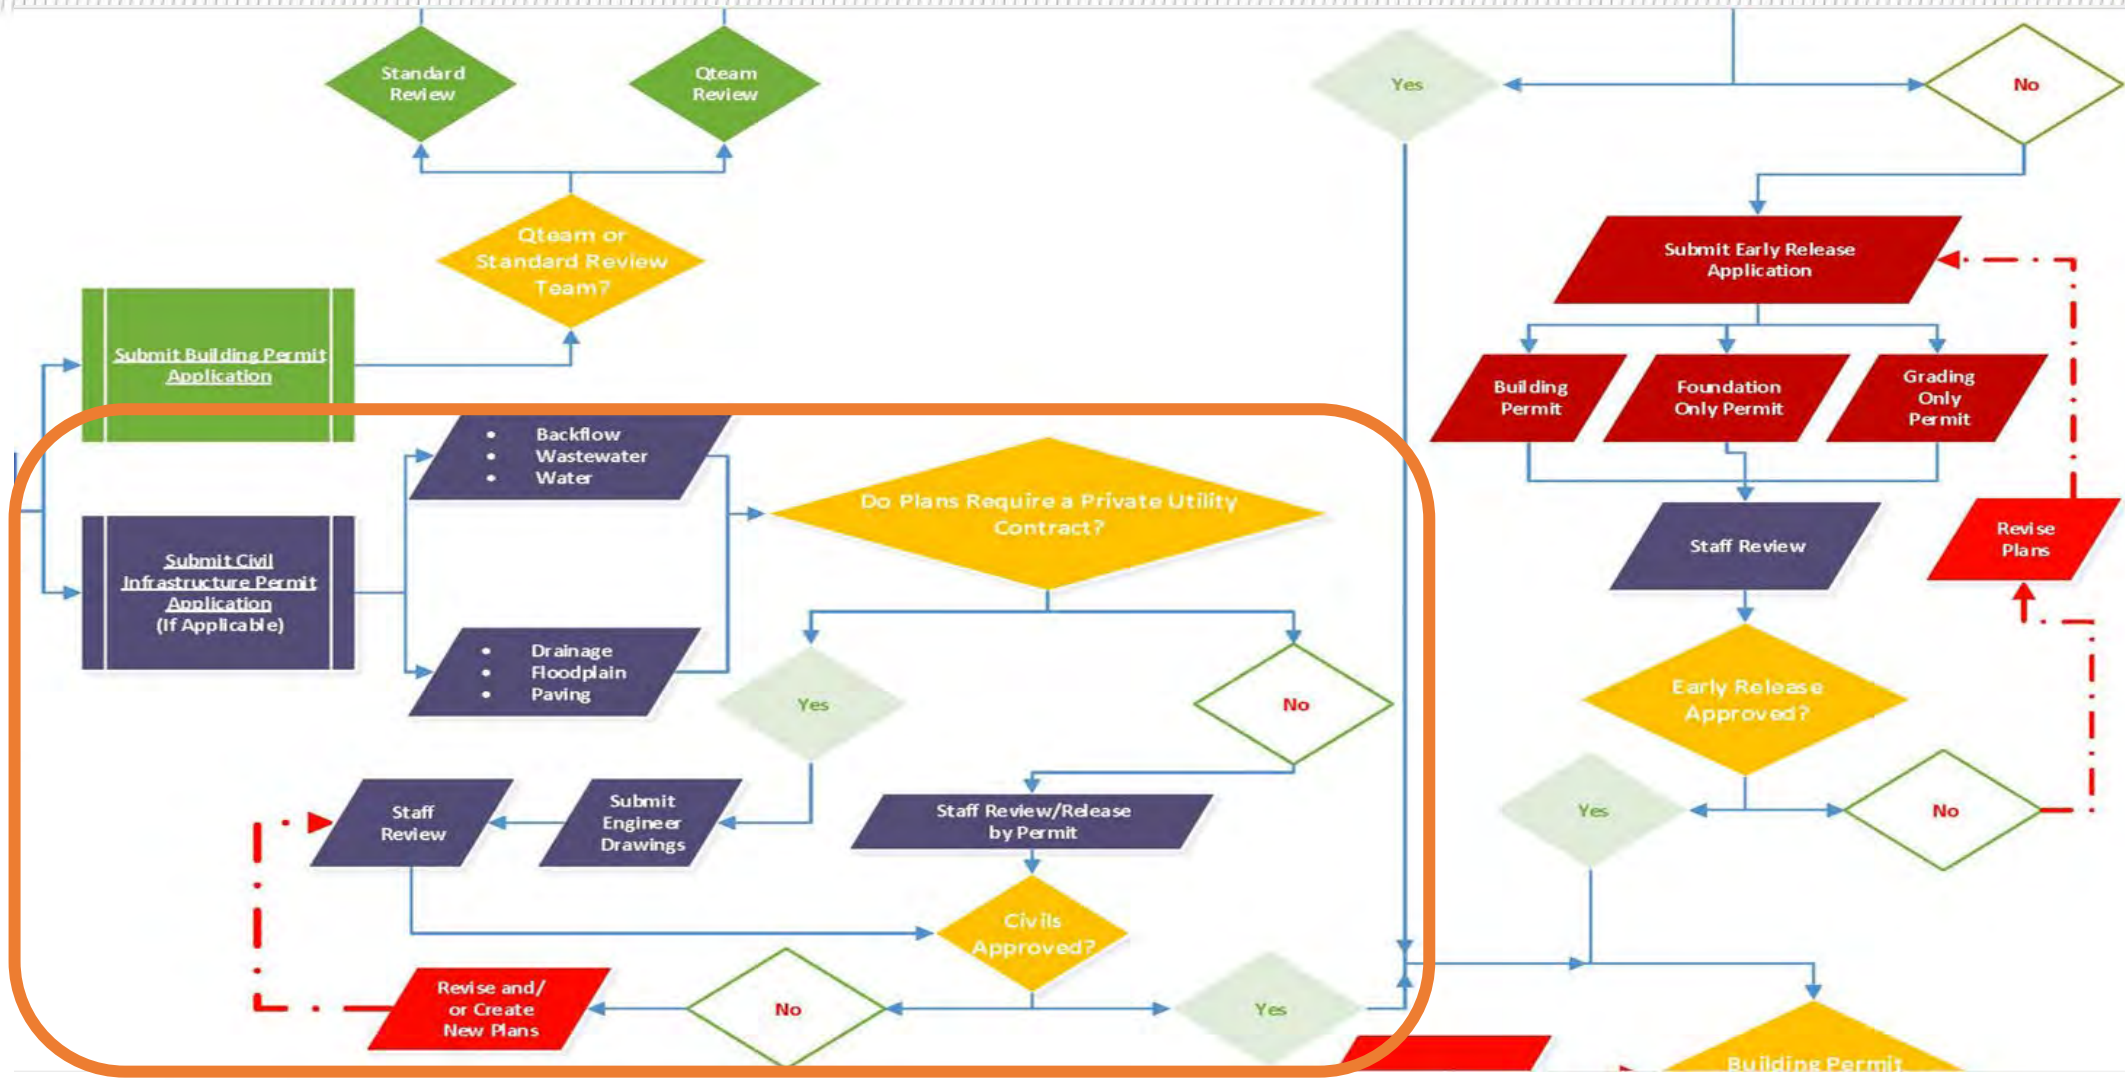 Standard
Review
Qteam
Review
Yes
No
Qteam or
Standard Review
Team?
Submit Early Release
Application
Submit Building Permit
Application
Building
Permit
Foundation
Only Permit
Grading
Only
Permit
• Backflow
• Wastewater
• Water
Do Plans Require a Private Utility
Contract?
Submit Civil
Infrastructure Permit
Application
(If Applicable)
Staff Review
Revise
Plans
• Drainage
• Floodplain
• Paving
Yes
No
Early Release
Approved?
Staff
Review
Submit
Engineer
Drawings
Staff Review/Release
by Permit
Yes
No
Civils
Approved?
Revise and/
or Create
New Plans
No
Yes
Building Permit